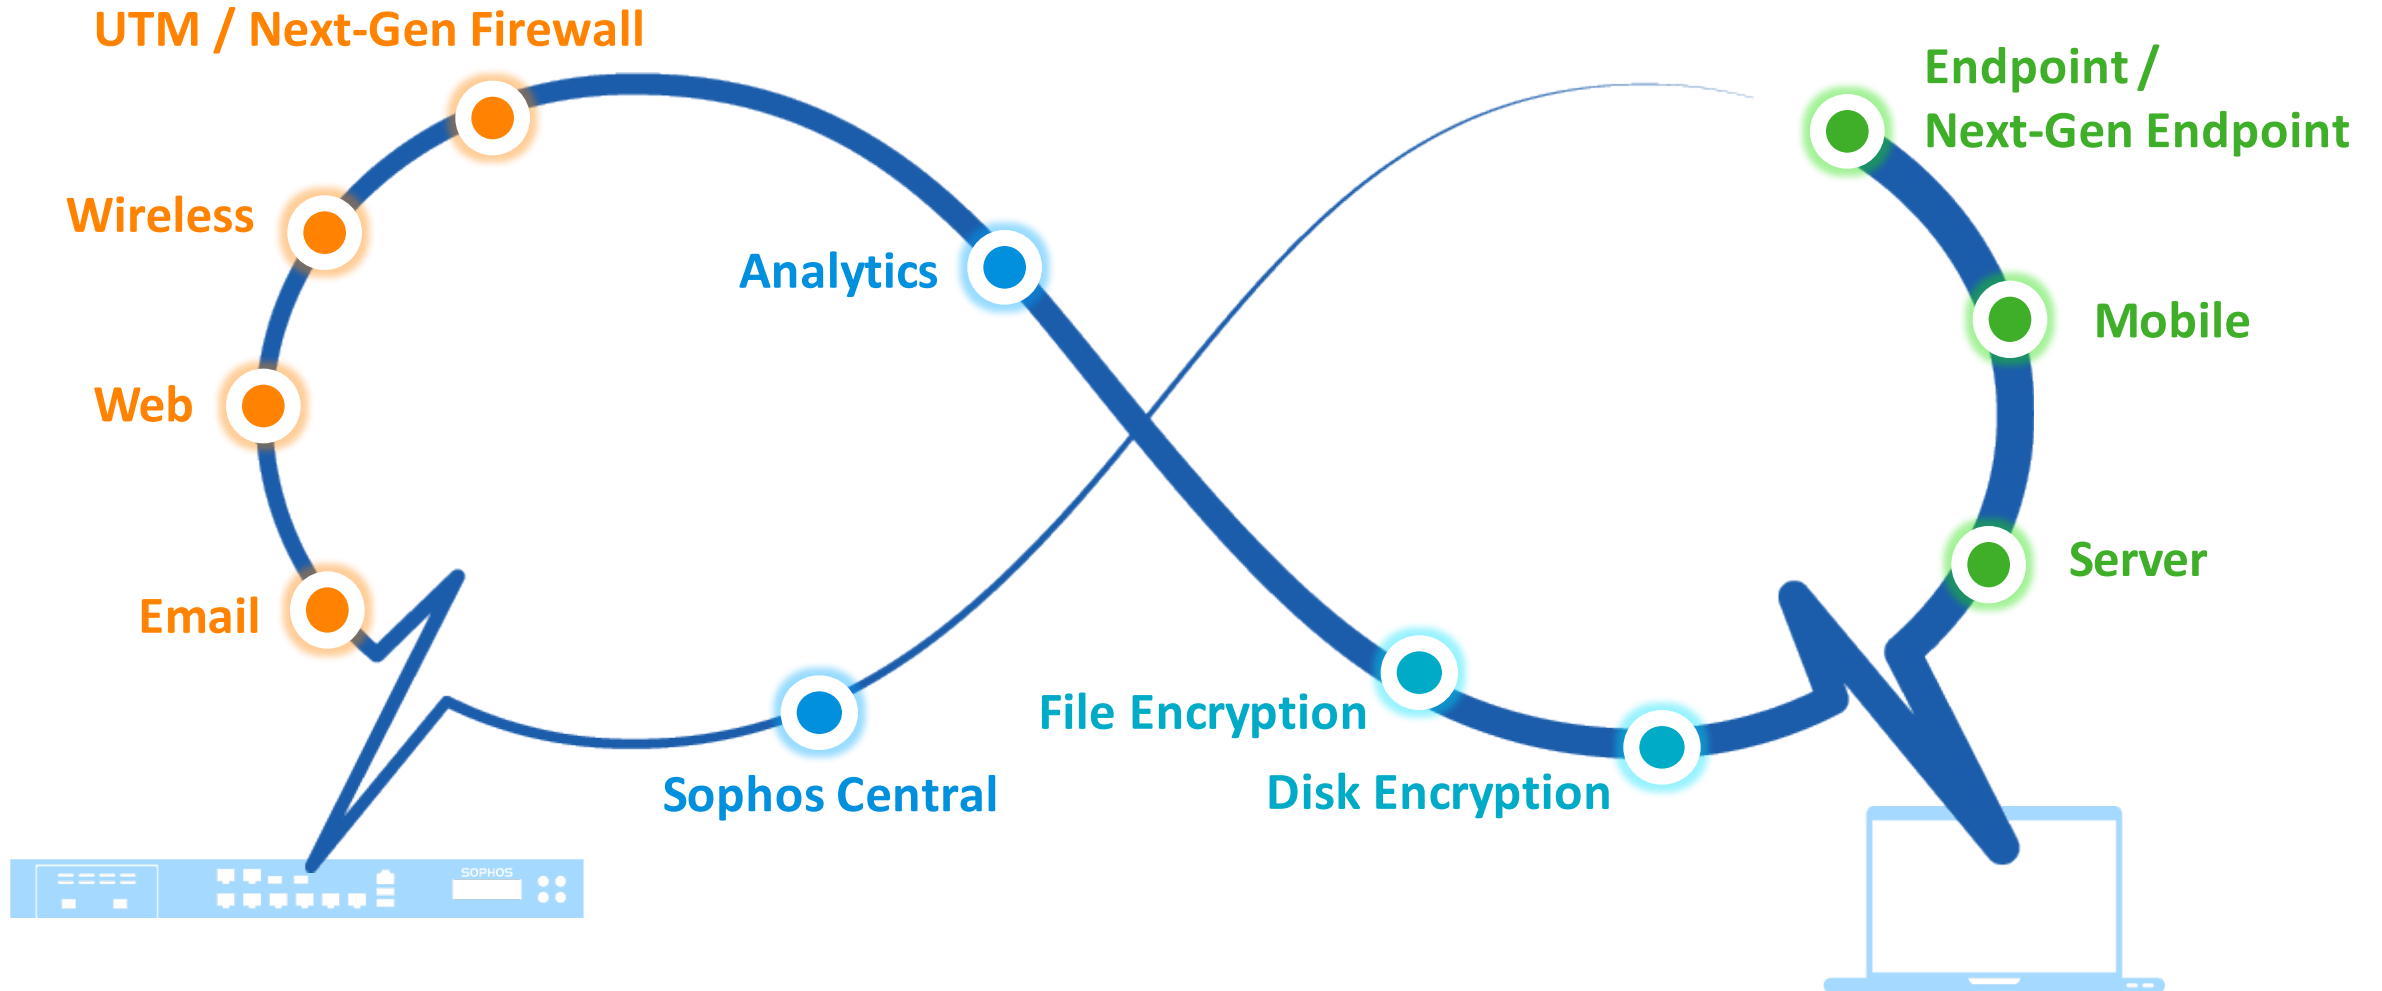 UTM / Next-Gen Firewall
Endpoint /
Next-Gen Endpoint
Wireless
Analytics
Mobile
Web
Server
Email
File Encryption
Sophos Central
Disk Encryption
SOPHOS